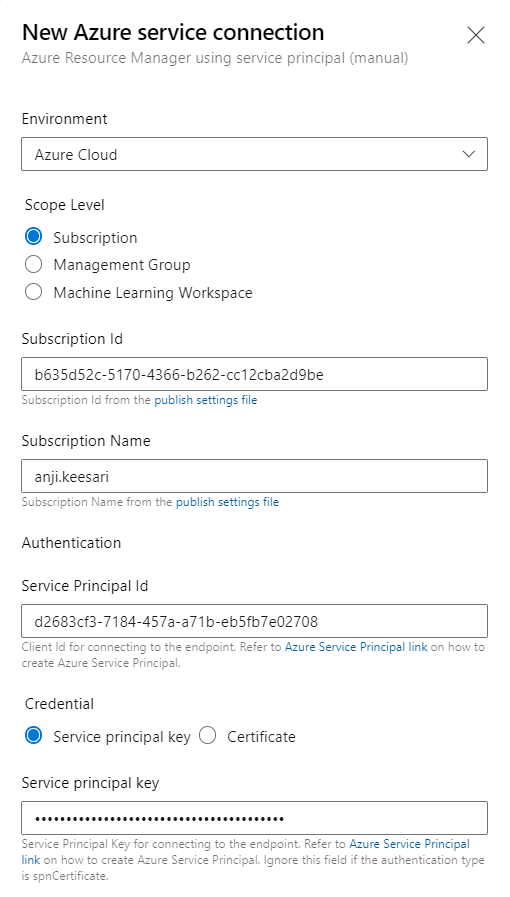 New Azure service connection
Azure Resource Manager using service principal (manual)
Environment
Azure Cloud
Scope Level
Subscription
Management Group
Machine Learning Workspace
Subscription Id
b635d52c-5170-4366-b262-cc12cba2d9be
Subscription Id from the publish settings file
Subscription Name
anji.keesari
Subscription Name from the publish settings file
Authentication
Service Principal Id
d2683cf3-7184-457a-a71b-eb5fb7e02708
Client Id for connecting to the endpoint. Refer to Azure Service Principal link on how to
create Azure Service Principal.
Credential
Service principal key Certificate
Service principal key
••••••••••••••••••••••••••••••••••••••••
Service Principal Key for connecting to the endpoint. Refer to Azure Service Principal
link on how to create Azure Service Principal. Ignore this field if the authentication type
is spnCertificate.